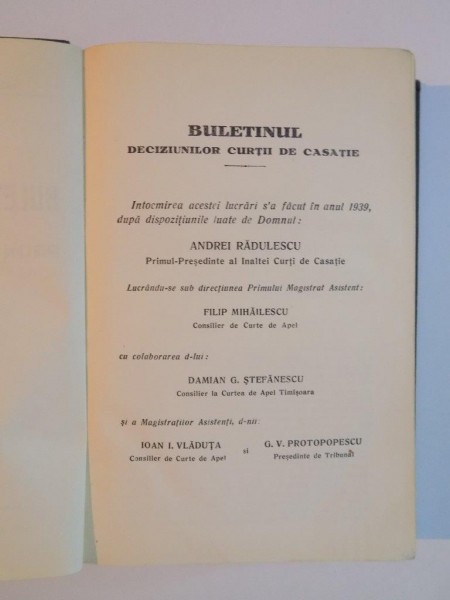 BULETINUL
DECIZIUNILOR CURȚII DE CASAȚIE
Intocmirea acestei lucrări s'a făcut în anul 1939,
după dispozițiunile luate de Domnul:
ANDREI RĂDULESCU
Primul-Președinte al Inaltei Curți de Casație
Lucrându-se sub direcțiunea Primului Magistrat Asistent:
FILIP MIHĂILESCU
Consilier de Curte de Apel
cu colaborarea d-lui:
DAMIAN G. ȘTEFĂNESCU
Consilier la Curtea de Apel Timișoara
și a Magistraților Asistenți, d-nii:
IOAN I. VLĂDUȚA și G. V. PROTOPOPESCU
Consilier de Curte de Apel Președinte de Tribunal